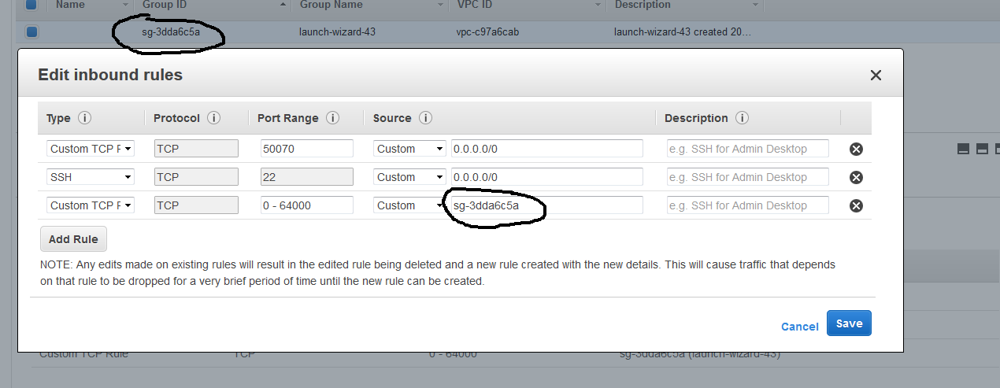 Name Group ID Group Name VPC ID Description
sg-3dda6c5a launch-wizard-43 vpc-c97a6cab launch-wizard-43 created 20...
Edit inbound rules
Type Protocol Port Range Source Description
Custom TCP R TCP 50070 Custom 0.0.0.0/0 e.g. SSH for Admin Desktop
SSH TCP 22 Custom 0.0.0.0/0 e.g. SSH for Admin Desktop
Custom TCP R TCP 0 - 64000 Custom sg-3dda6c5a e.g. SSH for Admin Desktop
Add Rule
NOTE: Any edits made on existing rules will result in the edited rule being deleted and a new rule created with the new details. This will cause traffic that depends
on that rule to be dropped for a very brief period of time until the new rule can be created.
Cancel Save
Custom TCP Rule TCP 0 - 64000 sg-3dda6c5a (launch-wizard-43)